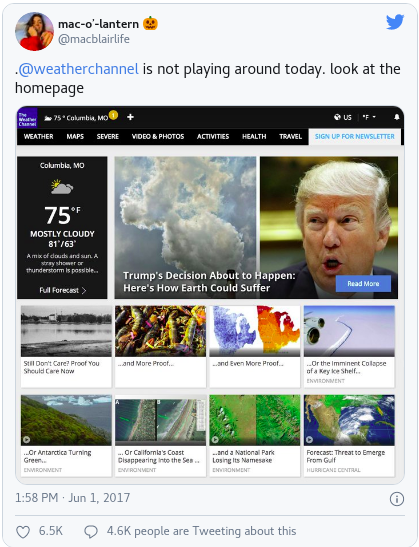 mac-o'-lantern 🎃
@macblairlife
.@weatherchannel is not playing around today. look at the
homepage
The
Weather
Channel
75° Columbia, MO
US
°F
WEATHER MAPS SEVERE VIDEO & PHOTOS ACTIVITIES HEALTH TRAVEL SIGN UP FOR NEWSLETTER
Columbia, MO
75°F
MOSTLY CLOUDY
81°/63°
A mix of clouds and sun. A
stray shower or
thunderstorm is possible...
Full Forecast >
Trump's Decision About to Happen:
Here's How Earth Could Suffer
Read More
Still Don't Care? Proof You
Should Care Now
...and More Proof...
...and Even More Proof...
...Or the Imminent Collapse
of a Key Ice Shelf...
ENVIRONMENT
...Or Antarctica Turning
Green...
ENVIRONMENT
A B
... Or California's Coast
Disappearing Into the Sea ...
ENVIRONMENT
...and a National Park
Losing Its Namesake
ENVIRONMENT
Forecast: Threat to Emerge
From Gulf
HURRICANE CENTRAL
1:58 PM · Jun 1, 2017
6.5K 4.6K people are Tweeting about this